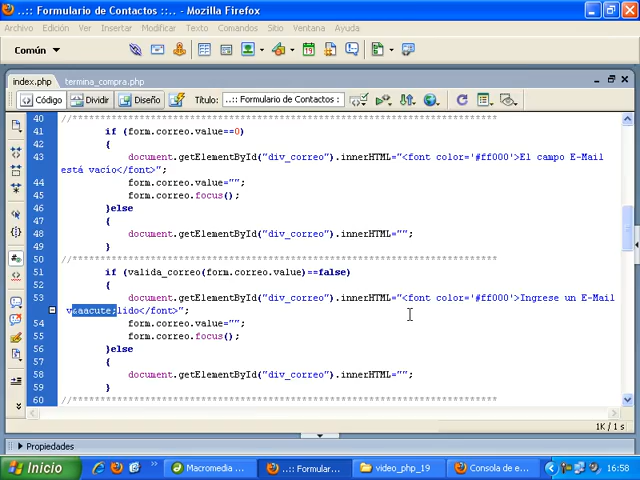 ..:: Formulario de Contactos ::.. - Mozilla Firefox
Archivo Edición Ver Insertar Modificar Texto Comandos Sitio Ventana Ayuda
Común
index.php termina_compra.php
Código Dividir Diseño Título: ..:: Formulario de Contactos :
40 //******************************************************************************
41 if (form.correo.value==0)
42 {
43 document.getElementById("div_correo").innerHTML="<font color='#ff000'>El campo E-Mail
está vacío</font>";
44 form.correo.value="";
45 form.correo.focus();
46 }else
47 {
48 document.getElementById("div_correo").innerHTML="";
49 }
50 //******************************************************************************
51 if (valida_correo(form.correo.value)==false)
52 {
53 document.getElementById("div_correo").innerHTML="<font color='#ff000'>Ingrese un E-Mail
v&aacute;lido</font>";
54 form.correo.value="";
55 form.correo.focus();
56 }else
57 {
58 document.getElementById("div_correo").innerHTML="";
59 }
60 //******************************************************************************
1K / 1 s
Propiedades
Inicio Macromedia ... ..:: Formular... video_php_19 Consola de e... 16:58